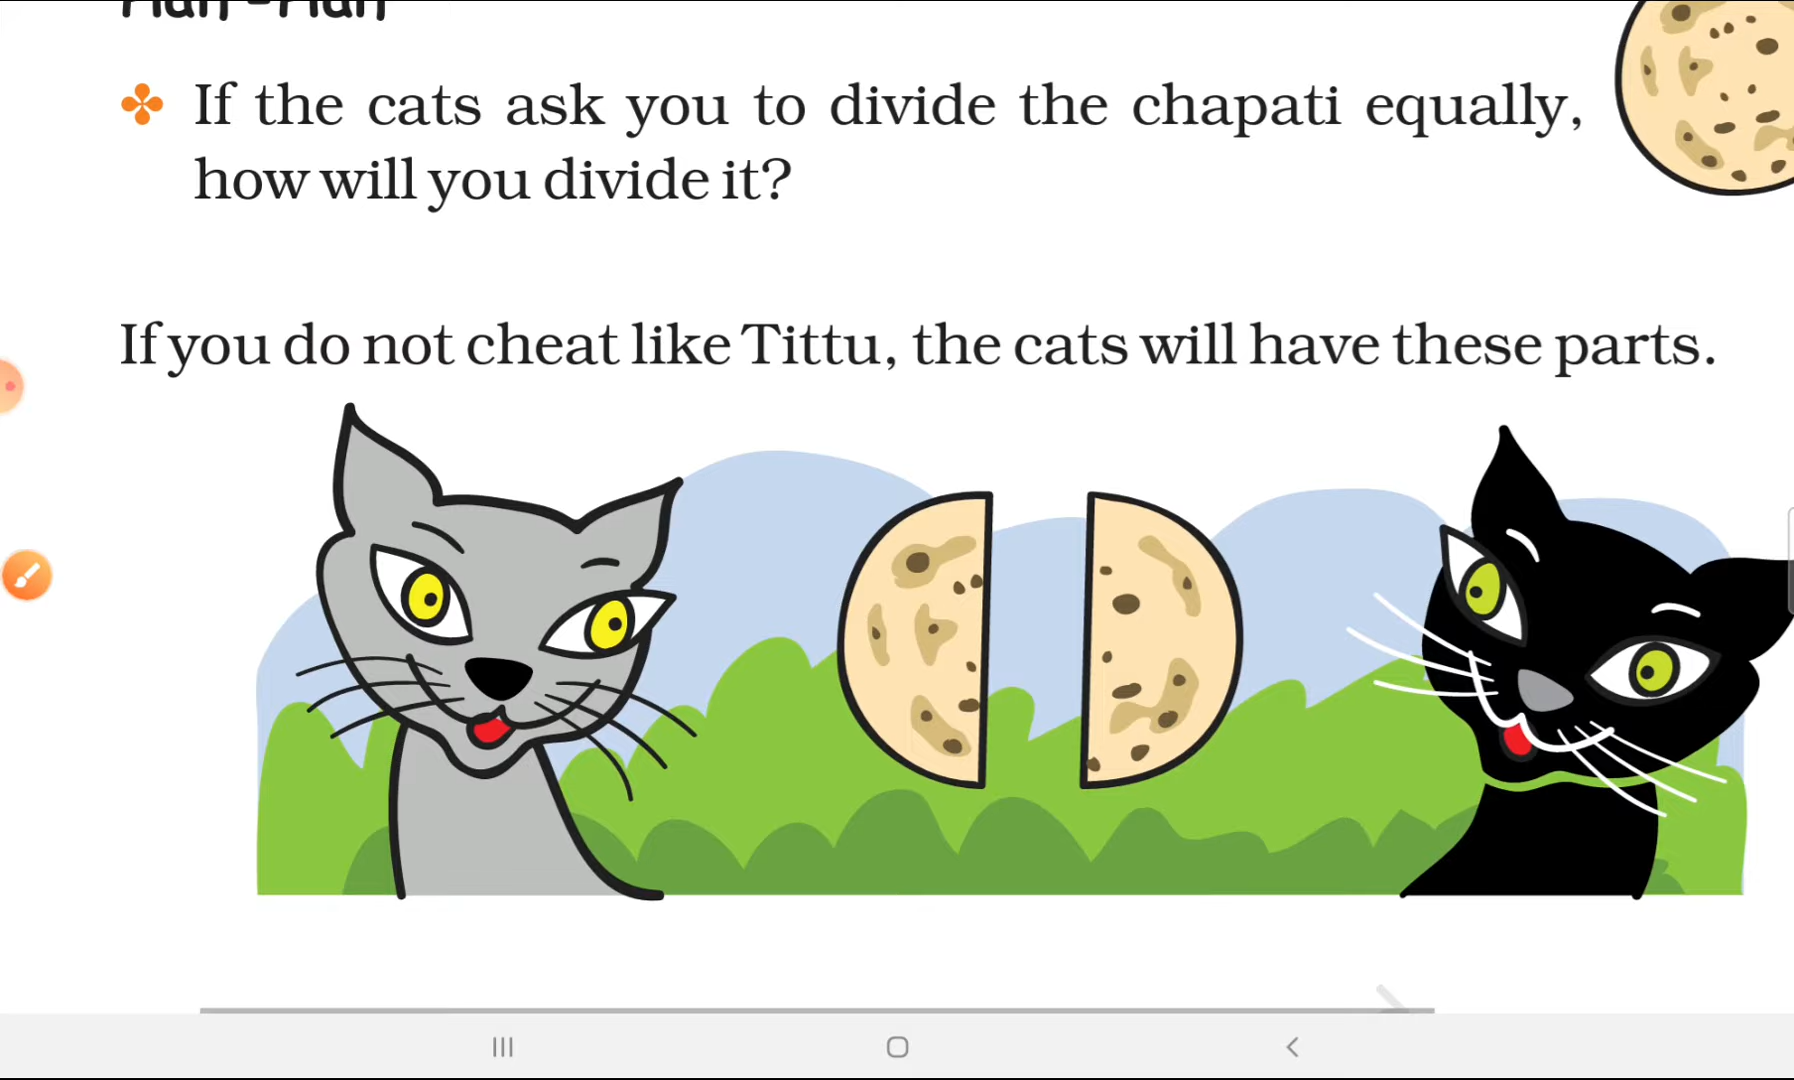 If the cats ask you to divide the chapati equally,
how will you divide it?
If you do not cheat like Tittu, the cats will have these parts.